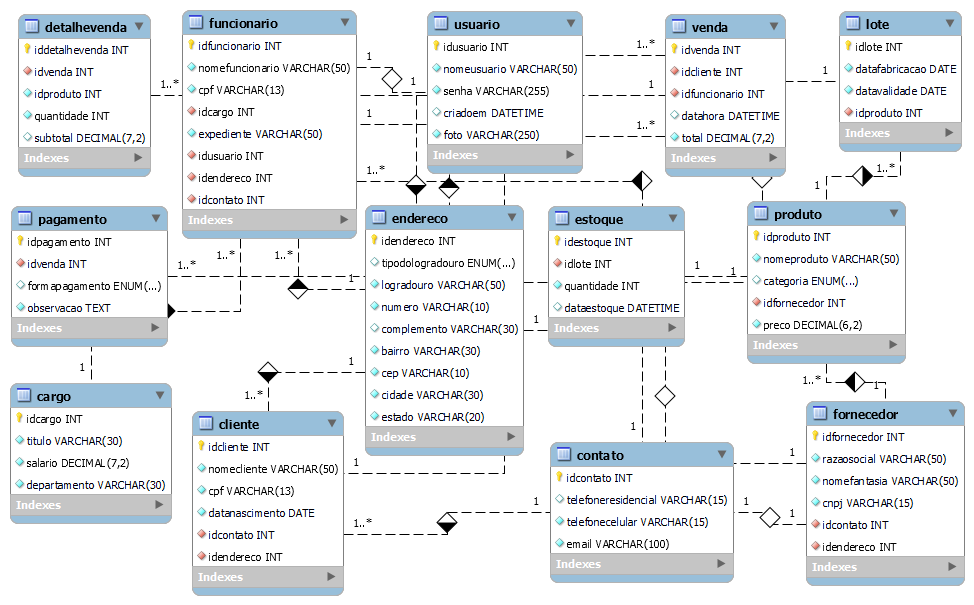 detalhevenda
iddetalhevenda INT
idvenda INT
idproduto INT
quantidade INT
subtotal DECIMAL(7,2)
Indexes
funcionario
idfuncionario INT
nomefuncionario VARCHAR(50)
cpf VARCHAR(13)
idcargo INT
expediente VARCHAR(50)
idusuario INT
idendereco INT
idcontato INT
Indexes
usuario
idusuario INT
nomeusuario VARCHAR(50)
senha VARCHAR(255)
criadoem DATETIME
foto VARCHAR(250)
Indexes
venda
idvenda INT
idcliente INT
idfuncionario INT
datahora DATETIME
total DECIMAL(7,2)
Indexes
lote
idlote INT
datafabricacao DATE
datavalidade DATE
idproduto INT
Indexes
1..*
1
1
1
1..*
1..*
1
1..*
1
1..*
1
pagamento
idpagamento INT
idvenda INT
formapagamento ENUM(...)
observacao TEXT
Indexes
1..*
1..*
1..*
1
endereco
idendereco INT
tipodologradouro ENUM(...)
logradouro VARCHAR(50)
numero VARCHAR(10)
complemento VARCHAR(30)
bairro VARCHAR(30)
cep VARCHAR(10)
cidade VARCHAR(30)
estado VARCHAR(20)
Indexes
1
estoque
idestoque INT
idlote INT
quantidade INT
dataestoque DATETIME
Indexes
1
1
produto
idproduto INT
nomeproduto VARCHAR(50)
categoria ENUM(...)
idfornecedor INT
preco DECIMAL(6,2)
Indexes
1
cargo
idcargo INT
titulo VARCHAR(30)
salario DECIMAL(7,2)
departamento VARCHAR(30)
Indexes
1
1..*
cliente
idcliente INT
nomecliente VARCHAR(50)
cpf VARCHAR(13)
datanascimento DATE
idcontato INT
idendereco INT
Indexes
1
1..*
1
1
contato
idcontato INT
telefoneresidencial VARCHAR(15)
telefonecelular VARCHAR(15)
email VARCHAR(100)
Indexes
1..*
1
1
1
1
fornecedor
idfornecedor INT
razaosocial VARCHAR(50)
nomefantasia VARCHAR(50)
cnpj VARCHAR(15)
idcontato INT
idendereco INT
Indexes